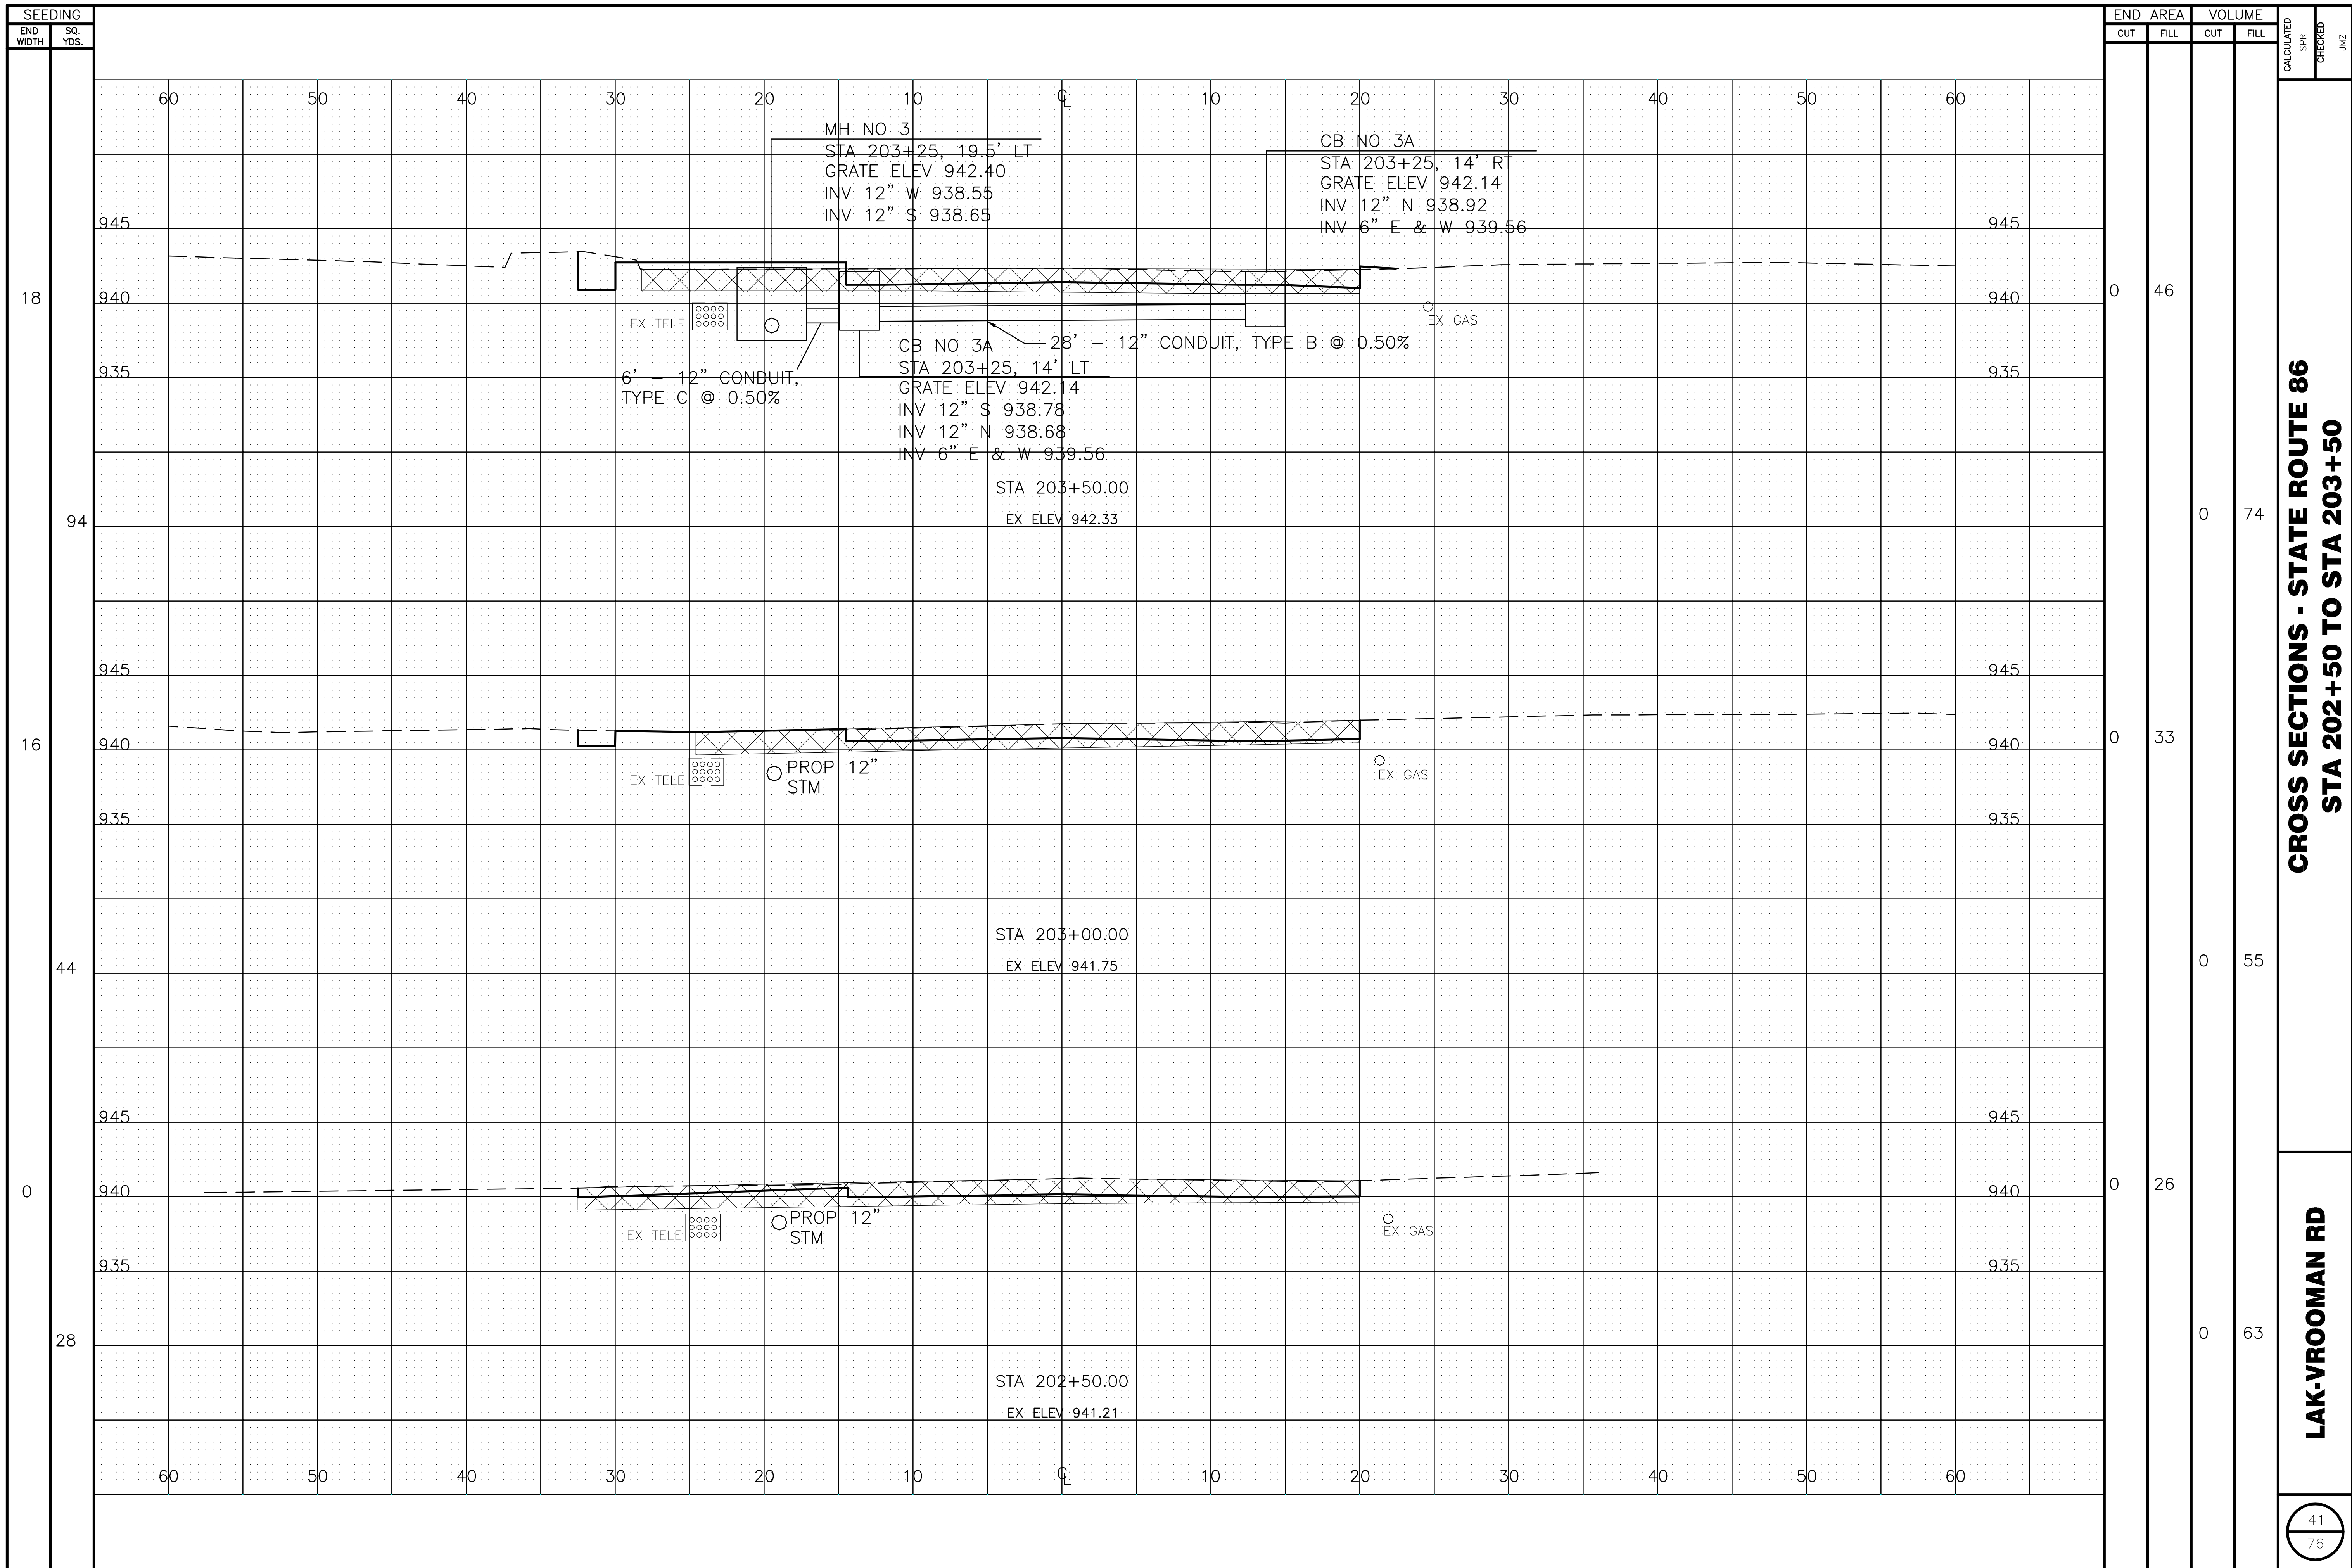 SEEDING
END WIDTH
SQ. YDS.
END AREA
VOLUME
CUT
FILL
CUT
FILL
CALCULATED
SPR
CHECKED
JMZ
60 50 40 30 20 10 ℄ 10 20 30 40 50 60
MH NO 3
STA 203+25, 19.5' LT
GRATE ELEV 942.40
INV 12" W 938.55
INV 12" S 938.65
CB NO 3A
STA 203+25, 14' RT
GRATE ELEV 942.14
INV 12" N 938.92
INV 6" E & W 939.56
945 945
18 940 940 0 46
EX TELE
EX GAS
28' – 12" CONDUIT, TYPE B @ 0.50%
935 935
6' – 12" CONDUIT,
TYPE C @ 0.50%
CB NO 3A
STA 203+25, 14' LT
GRATE ELEV 942.14
INV 12" S 938.78
INV 12" N 938.68
INV 6" E & W 939.56
STA 203+50.00
EX ELEV 942.33
94 0 74
945 945
16 940 940 0 33
EX TELE
PROP 12"
STM
EX GAS
935 935
STA 203+00.00
EX ELEV 941.75
44 0 55
945 945
0 940 940 0 26
EX TELE
PROP 12"
STM
EX GAS
935 935
28 0 63
STA 202+50.00
EX ELEV 941.21
60 50 40 30 20 10 ℄ 10 20 30 40 50 60
CROSS SECTIONS - STATE ROUTE 86
STA 202+50 TO STA 203+50
LAK-VROOMAN RD
41
76